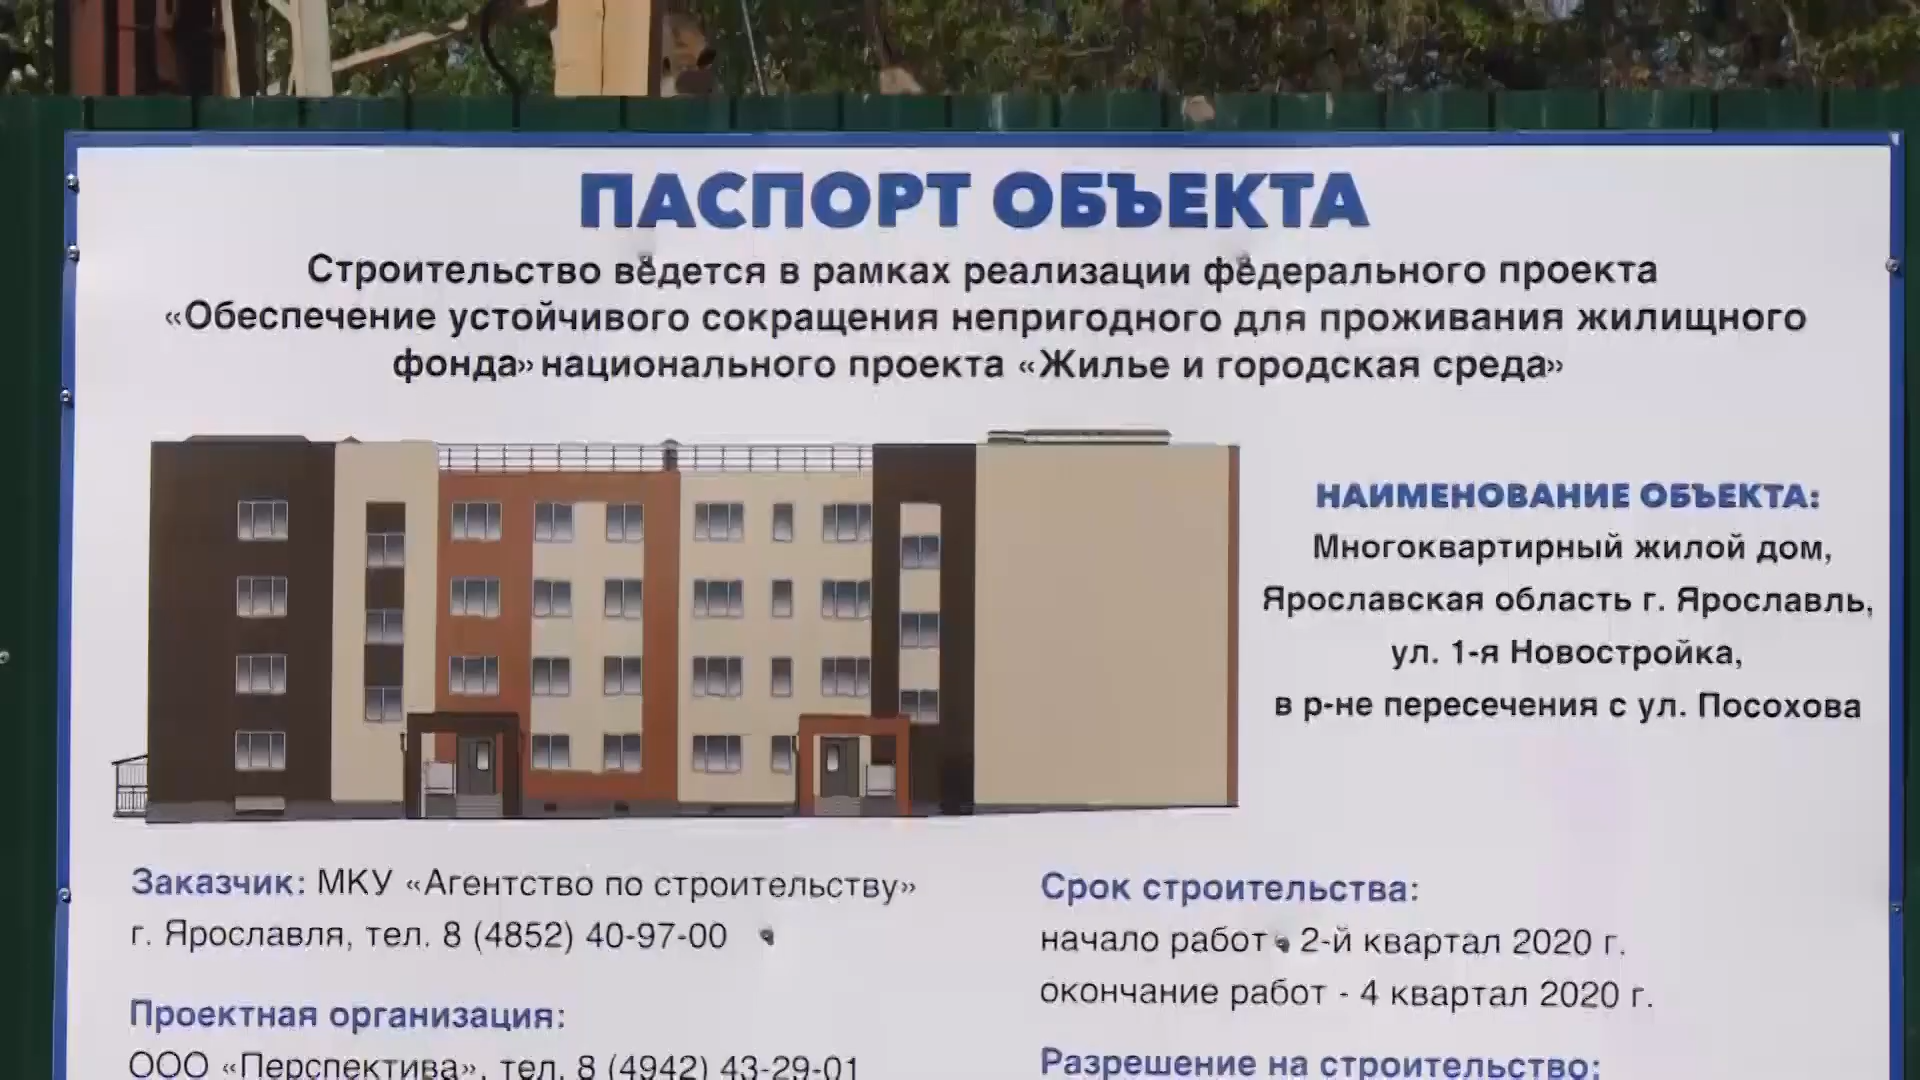 ПАСПОРТ ОБЪЕКТА
Строительство ведется в рамках реализации федерального проекта
«Обеспечение устойчивого сокращения непригодного для проживания жилищного
фонда» национального проекта «Жилье и городская среда»
НАИМЕНОВАНИЕ ОБЪЕКТА:
Многоквартирный жилой дом,
Ярославская область г. Ярославль,
ул. 1-я Новостройка,
в р-не пересечения с ул. Посохова
Заказчик: МКУ «Агентство по строительству»
г. Ярославля, тел. 8 (4852) 40-97-00
Проектная организация:
ООО «Перспектива», тел. 8 (4942) 43-29-01
Срок строительства:
начало работ - 2-й квартал 2020 г.
окончание работ - 4 квартал 2020 г.
Разрешение на строительство: